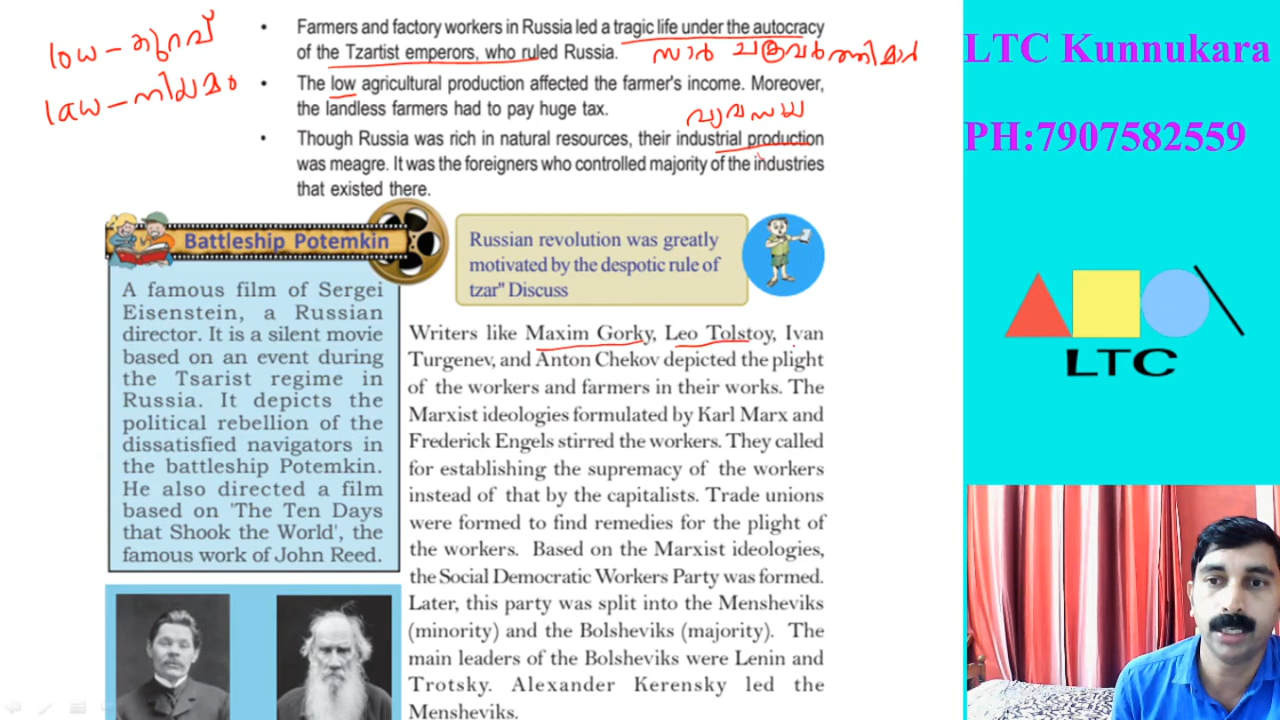 low – കുറവ്
law – നിയമം
• Farmers and factory workers in Russia led a tragic life under the autocracy
of the Tzartist emperors, who ruled Russia.
സാർ ചക്രവർത്തിമാർ
• The low agricultural production affected the farmer's income. Moreover,
the landless farmers had to pay huge tax.
വ്യവസായ
• Though Russia was rich in natural resources, their industrial production
was meagre. It was the foreigners who controlled majority of the industries
that existed there.
Battleship Potemkin
A famous film of Sergei
Eisenstein, a Russian
director. It is a silent movie
based on an event during
the Tsarist regime in
Russia. It depicts the
political rebellion of the
dissatisfied navigators in
the battleship Potemkin.
He also directed a film
based on 'The Ten Days
that Shook the World', the
famous work of John Reed.
Russian revolution was greatly
motivated by the despotic rule of
tzar" Discuss
Writers like Maxim Gorky, Leo Tolstoy, Ivan
Turgenev, and Anton Chekov depicted the plight
of the workers and farmers in their works. The
Marxist ideologies formulated by Karl Marx and
Frederick Engels stirred the workers. They called
for establishing the supremacy of the workers
instead of that by the capitalists. Trade unions
were formed to find remedies for the plight of
the workers. Based on the Marxist ideologies,
the Social Democratic Workers Party was formed.
Later, this party was split into the Mensheviks
(minority) and the Bolsheviks (majority). The
main leaders of the Bolsheviks were Lenin and
Trotsky. Alexander Kerensky led the
Mensheviks.
LTC Kunnukara
PH:7907582559
LTC